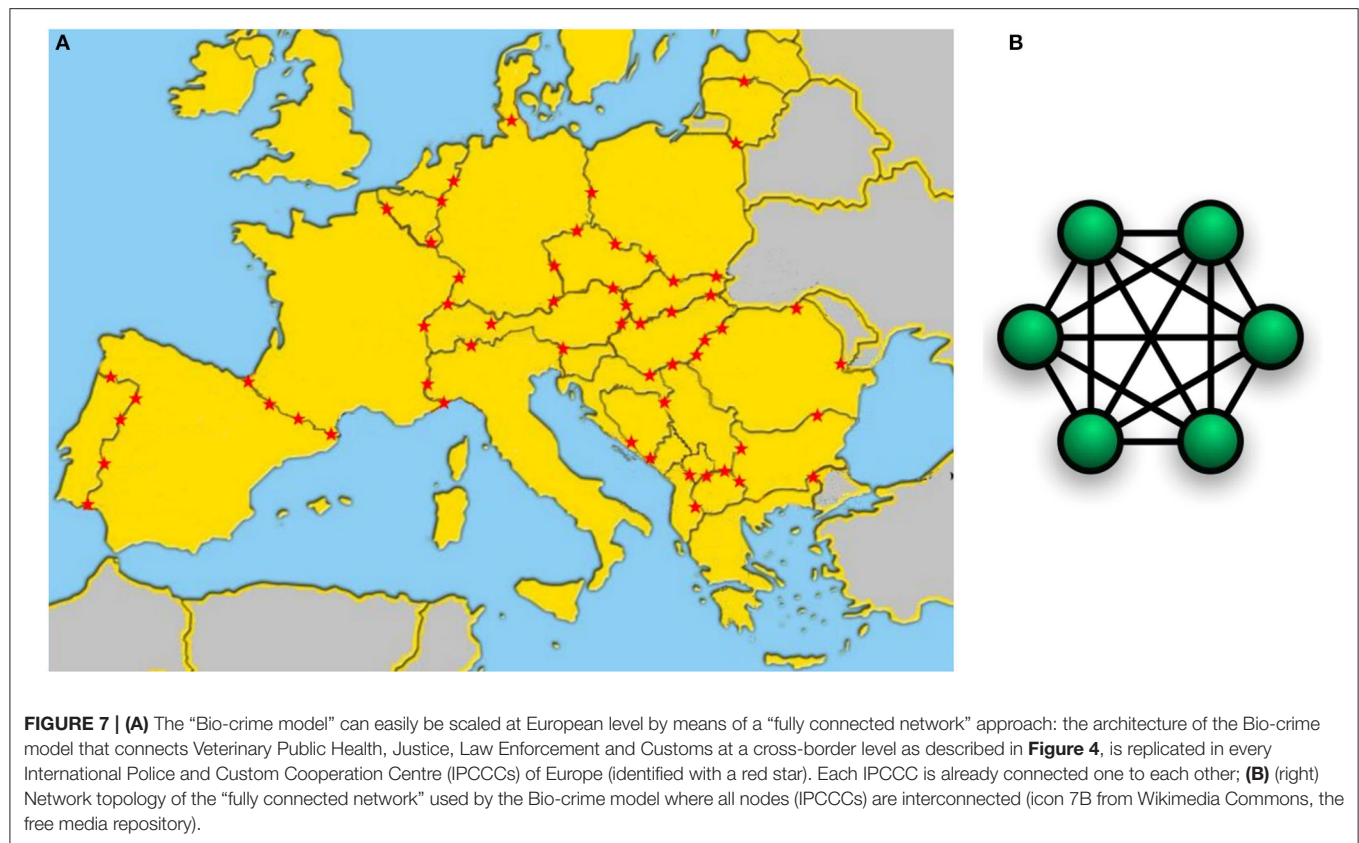 A
B
FIGURE 7 | (A) The “Bio-crime model” can easily be scaled at European level by means of a “fully connected network” approach: the architecture of the Bio-crime
model that connects Veterinary Public Health, Justice, Law Enforcement and Customs at a cross-border level as described in Figure 4, is replicated in every
International Police and Custom Cooperation Centre (IPCCCs) of Europe (identified with a red star). Each IPCCC is already connected one to each other; (B) (right)
Network topology of the “fully connected network” used by the Bio-crime model where all nodes (IPCCCs) are interconnected (icon 7B from Wikimedia Commons, the
free media repository).